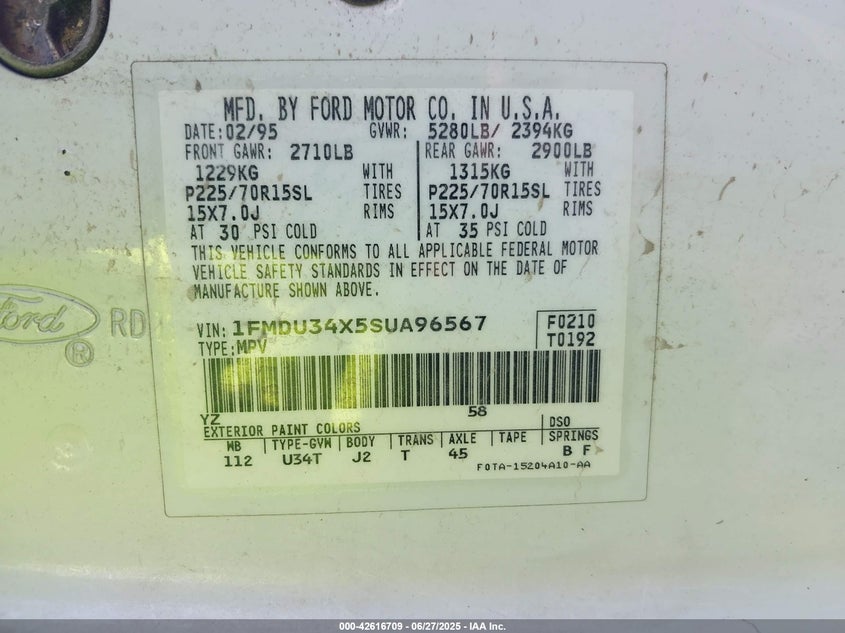 MFD. BY FORD MOTOR CO. IN U.S.A.
DATE: 02/95 GVWR: 5280LB/ 2394KG
FRONT GAWR: 2710LB REAR GAWR: 2900LB
1229KG WITH 1315KG WITH
P225/70R15SL TIRES P225/70R15SL TIRES
15X7.0J RIMS 15X7.0J RIMS
AT 30 PSI COLD AT 35 PSI COLD
THIS VEHICLE CONFORMS TO ALL APPLICABLE FEDERAL MOTOR
VEHICLE SAFETY STANDARDS IN EFFECT ON THE DATE OF
MANUFACTURE SHOWN ABOVE.
Ford ® RD
VIN: 1FMDU34X5SUA96567 F0210
TYPE: MPV T0192
YZ 58
EXTERIOR PAINT COLORS DSO
WB TYPE-GVW BODY TRANS AXLE TAPE SPRINGS
112 U34T J2 T 45 B F
F0TA-15204A10-AA
000-42616709 - 06/27/2025 - IAA Inc.